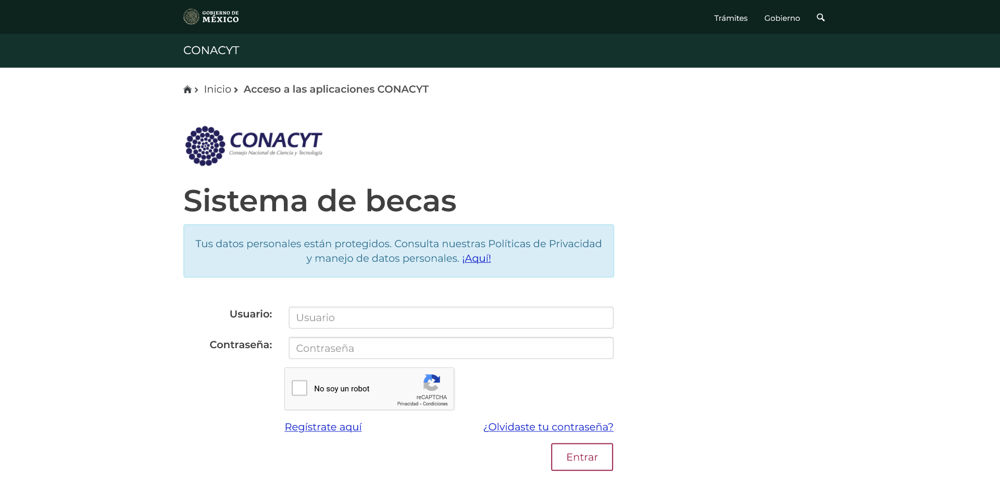 GOBIERNO DE
MÉXICO
Trámites
Gobierno
CONACYT
Inicio
Acceso a las aplicaciones CONACYT
CONACYT
Consejo Nacional de Ciencia y Tecnología
Sistema de becas
Tus datos personales están protegidos. Consulta nuestras Políticas de Privacidad
y manejo de datos personales. ¡Aquí!
Usuario:
Usuario
Contraseña:
Contraseña
No soy un robot
reCAPTCHA
Privacidad - Condiciones
Regístrate aquí
¿Olvidaste tu contraseña?
Entrar